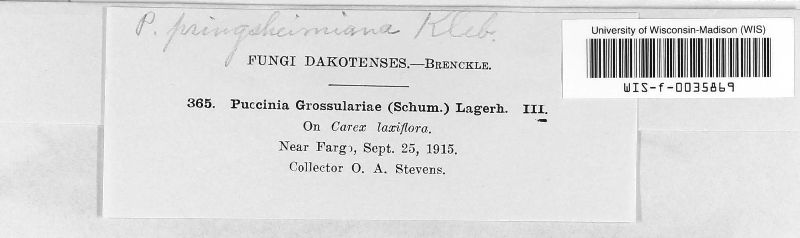 P. pringsheimiana Kleb.
FUNGI DAKOTENSES.—BRENCKLE.
365. Puccinia Grossulariae (Schum.) Lagerh. III.
On Carex laxiflora.
Near Fargo, Sept. 25, 1915.
Collector O. A. Stevens.
University of Wisconsin-Madison (WIS)
WIS-f-0035869